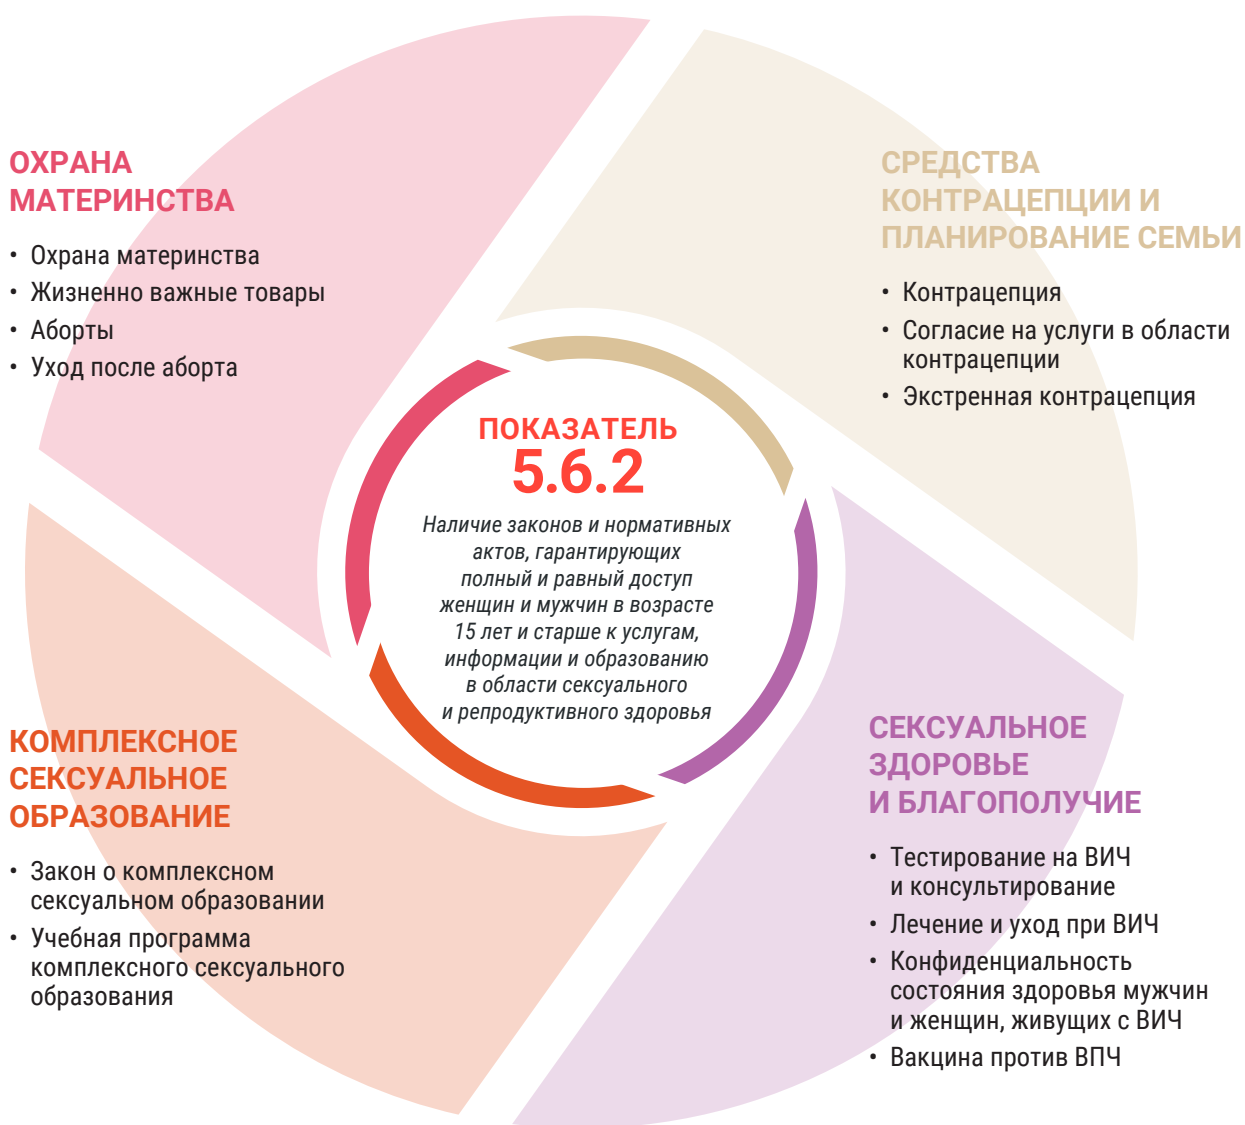 ОХРАНА
МАТЕРИНСТВА
• Охрана материнства
• Жизненно важные товары
• Аборты
• Уход после аборта
СРЕДСТВА
КОНТРАЦЕПЦИИ И
ПЛАНИРОВАНИЕ СЕМЬИ
• Контрацепция
• Согласие на услуги в области
контрацепции
• Экстренная контрацепция
ПОКАЗАТЕЛЬ
5.6.2
Наличие законов и нормативных
актов, гарантирующих
полный и равный доступ
женщин и мужчин в возрасте
15 лет и старше к услугам,
информации и образованию
в области сексуального
и репродуктивного здоровья
КОМПЛЕКСНОЕ
СЕКСУАЛЬНОЕ
ОБРАЗОВАНИЕ
• Закон о комплексном
сексуальном образовании
• Учебная программа
комплексного сексуального
образования
СЕКСУАЛЬНОЕ
ЗДОРОВЬЕ
И БЛАГОПОЛУЧИЕ
• Тестирование на ВИЧ
и консультирование
• Лечение и уход при ВИЧ
• Конфиденциальность
состояния здоровья мужчин
и женщин, живущих с ВИЧ
• Вакцина против ВПЧ